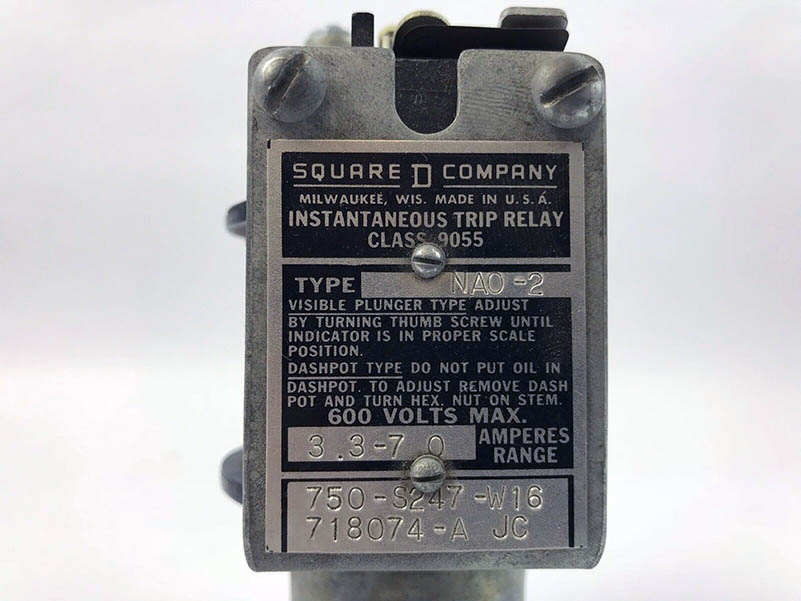 SQUARE D COMPANY
MILWAUKEE, WIS. MADE IN U.S.A.
INSTANTANEOUS TRIP RELAY
CLASS 9055
TYPE NAO-2
VISIBLE PLUNGER TYPE ADJUST
BY TURNING THUMB SCREW UNTIL
INDICATOR IS IN PROPER SCALE
POSITION.
DASHPOT TYPE DO NOT PUT OIL IN
DASHPOT. TO ADJUST REMOVE DASH
POT AND TURN HEX. NUT ON STEM.
600 VOLTS MAX.
3.3-7.0 AMPERES
RANGE
750-S247-W16
718074-A JC